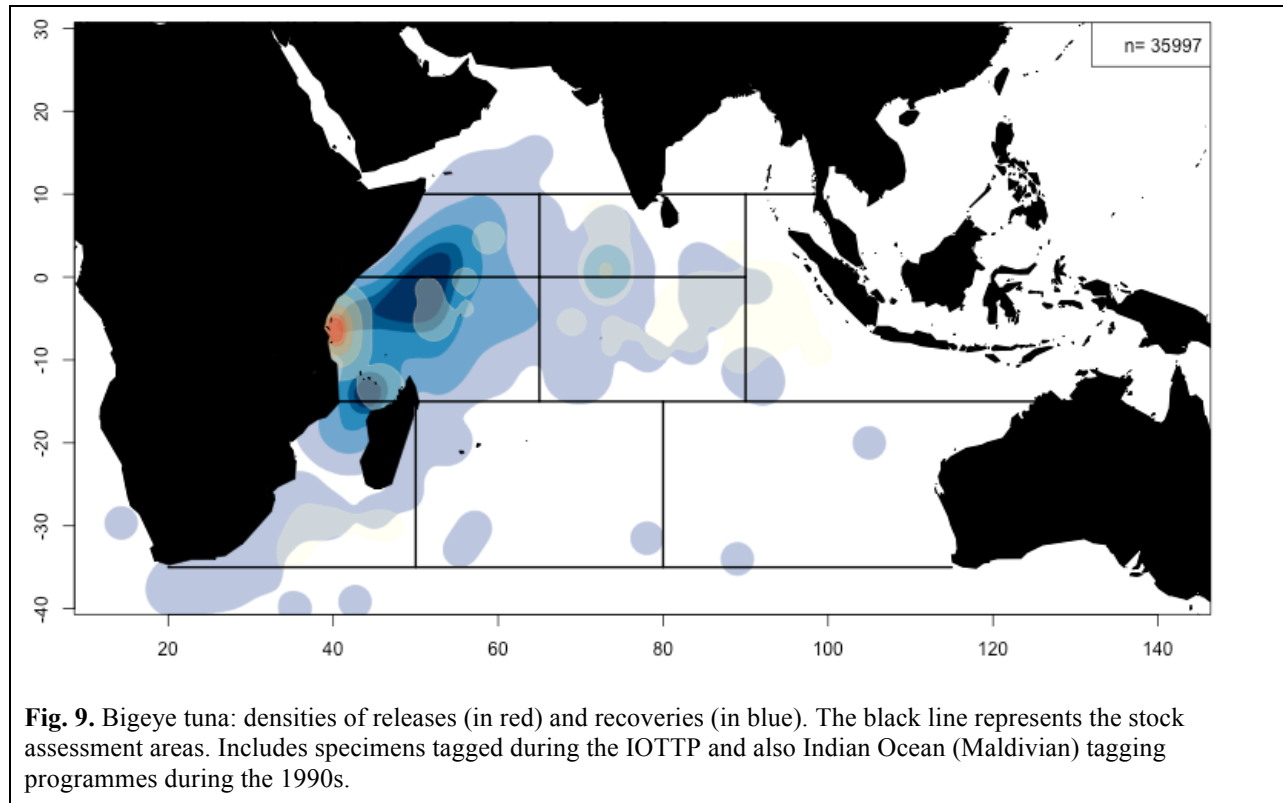 30
20
10
0
-10
-20
-30
-40
n= 35997
20 40 60 80 100 120 140
Fig. 9. Bigeye tuna: densities of releases (in red) and recoveries (in blue). The black line represents the stock
assessment areas. Includes specimens tagged during the IOTTP and also Indian Ocean (Maldivian) tagging
programmes during the 1990s.